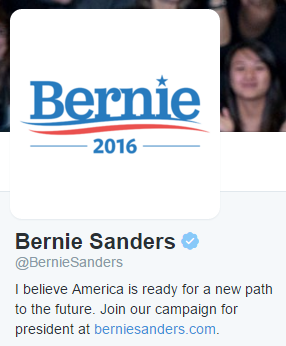 Bernie
2016
Bernie Sanders
@BernieSanders
I believe America is ready for a new path
to the future. Join our campaign for
president at berniesanders.com.